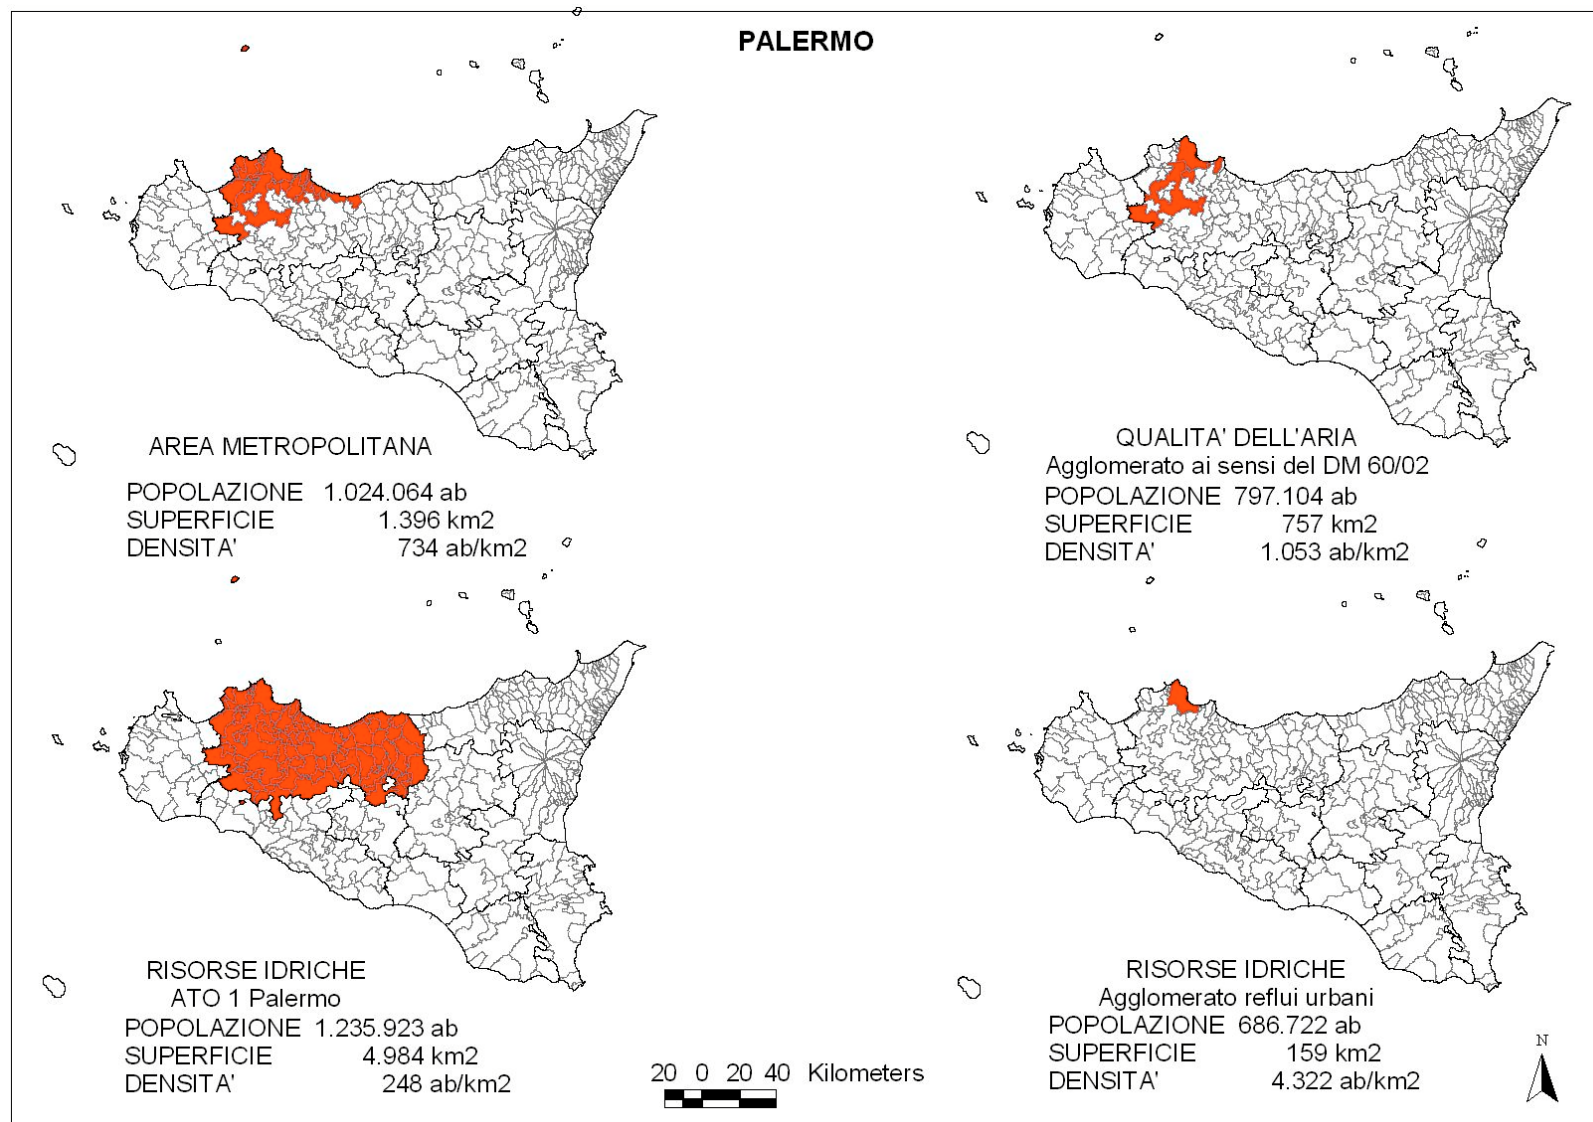 PALERMO
AREA METROPOLITANA
POPOLAZIONE 1.024.064 ab
SUPERFICIE 1.396 km2
DENSITA' 734 ab/km2
QUALITA' DELL'ARIA
Agglomerato ai sensi del DM 60/02
POPOLAZIONE 797.104 ab
SUPERFICIE 757 km2
DENSITA' 1.053 ab/km2
RISORSE IDRICHE
ATO 1 Palermo
POPOLAZIONE 1.235.923 ab
SUPERFICIE 4.984 km2
DENSITA' 248 ab/km2
RISORSE IDRICHE
Agglomerato reflui urbani
POPOLAZIONE 686.722 ab
SUPERFICIE 159 km2
DENSITA' 4.322 ab/km2
20 0 20 40 Kilometers
N